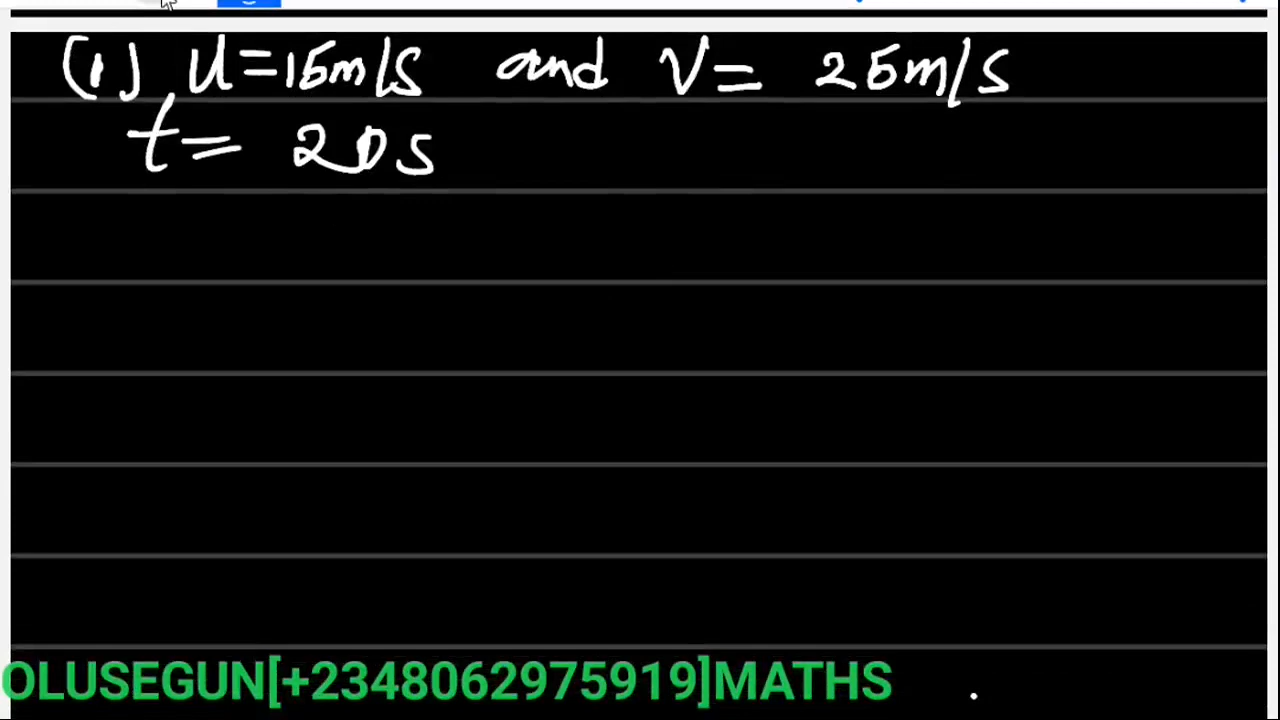 (1) u=15m/s and v= 25m/s
t= 20s
OLUSEGUN[+2348062975919]MATHS